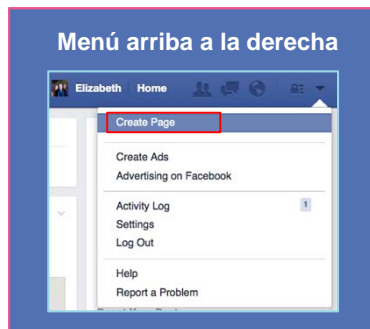 Menú arriba a la derecha
Elizabeth Home
Create Page
Create Ads
Advertising on Facebook
Activity Log 1
Settings
Log Out
Help
Report a Problem